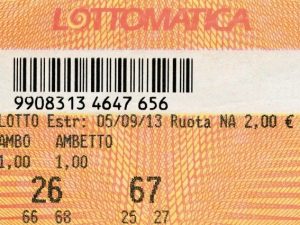 LOTTOMATICA
9908313 4647 656
LOTTO Estr: 05/09/13 Ruota NA 2,00 €
AMBO AMBETTO
1,00 1,00
26 67
66 68 25 27